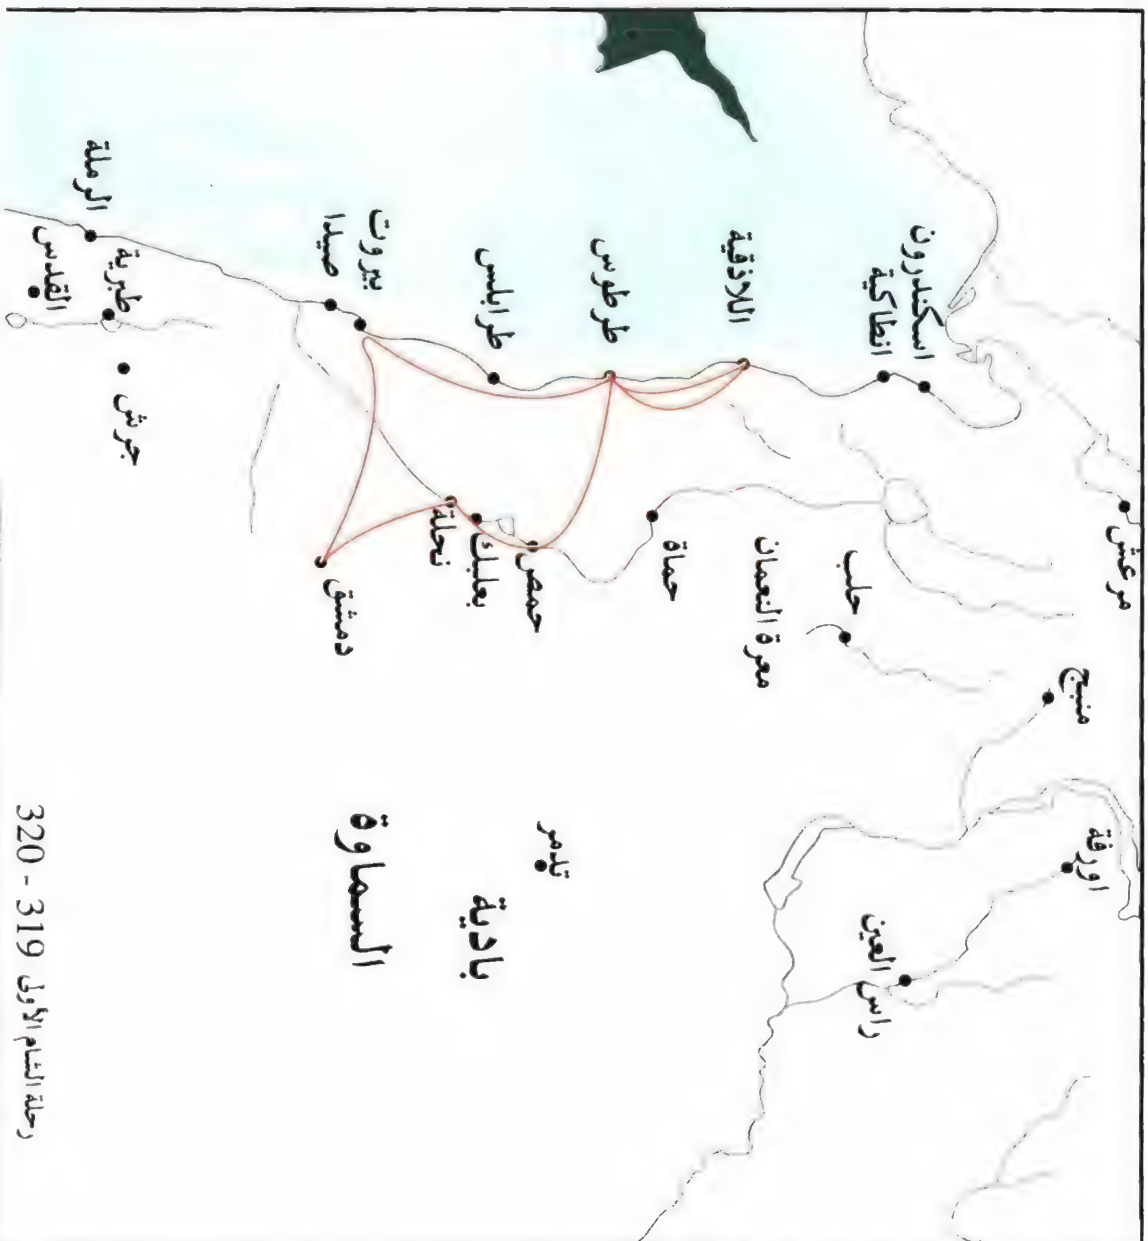 مرعش
اورفة
منبج
راس العين
اسكندرون
انطاكية
حلب
معرة النعمان
اللاذقية
حماة
طرطوس
حمص
تدمر
طرابلس
بعلبك
نحلة
بادية
السماوة
بيروت
صيدا
دمشق
طبرية
جرش
الرملة
القدس
رحلة الشام الأولى 319 - 320